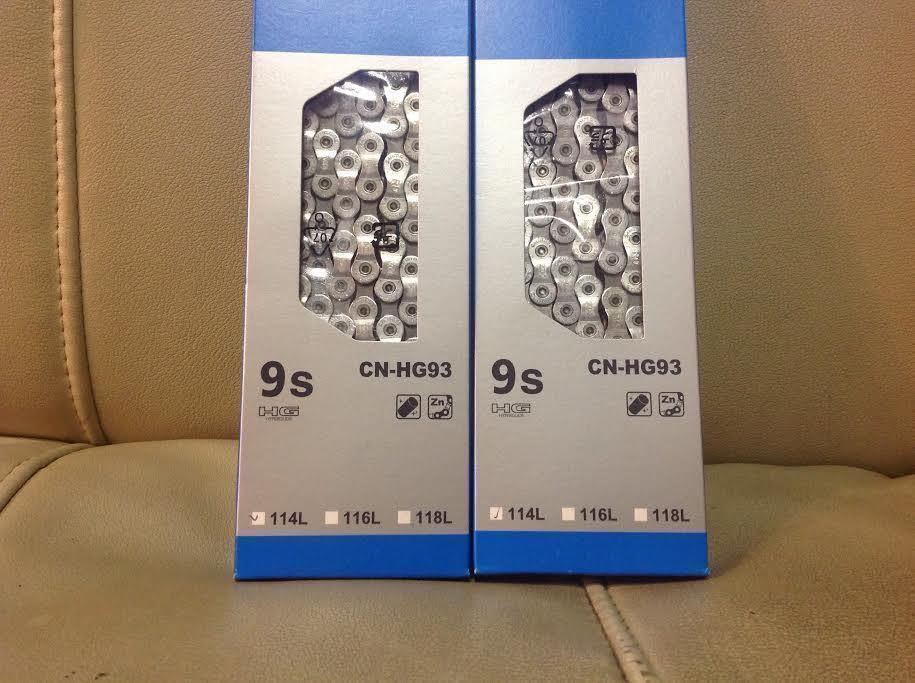 9s
CN-HG93
HG
HYPERGLIDE
Zn
114L 116L 118L
9s
CN-HG93
HG
HYPERGLIDE
Zn
114L 116L 118L